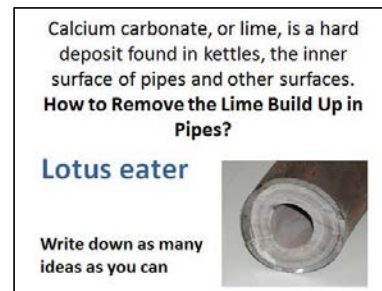 Calcium carbonate, or lime, is a hard
deposit found in kettles, the inner
surface of pipes and other surfaces.
How to Remove the Lime Build Up in
Pipes?
Lotus eater
Write down as many
ideas as you can